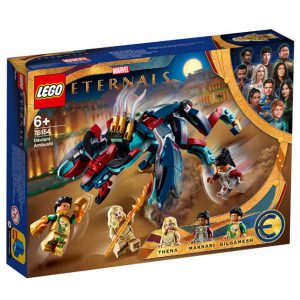 MARVEL
LEGO
ETERNALS
6+
76154
Deviant
Ambush!
THENA
MAKKARI
GILGAMESH